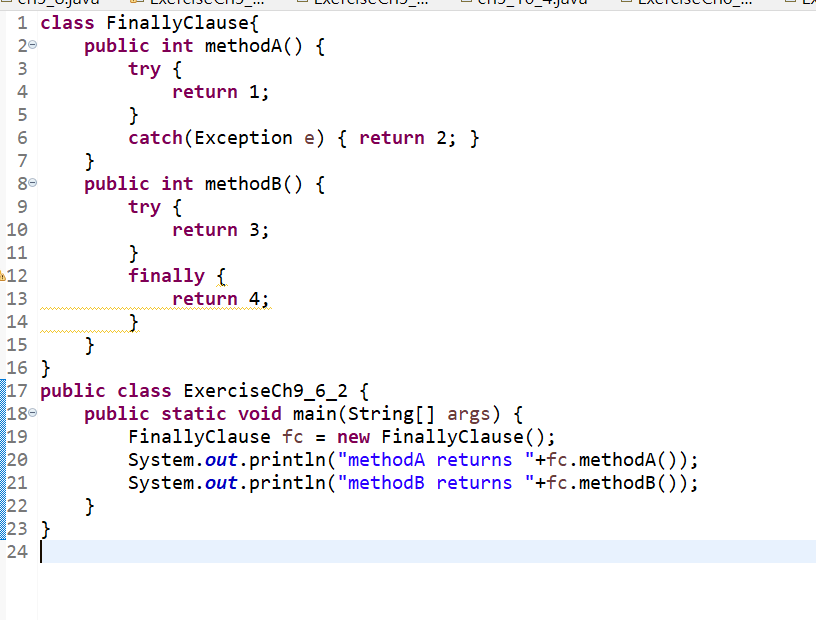 1 class FinallyClause{
2 public int methodA() {
3 try {
4 return 1;
5 }
6 catch(Exception e) { return 2; }
7 }
8 public int methodB() {
9 try {
10 return 3;
11 }
12 finally {
13 return 4;
14 }
15 }
16 }
17 public class ExerciseCh9_6_2 {
18 public static void main(String[] args) {
19 FinallyClause fc = new FinallyClause();
20 System.out.println("methodA returns "+fc.methodA());
21 System.out.println("methodB returns "+fc.methodB());
22 }
23 }
24